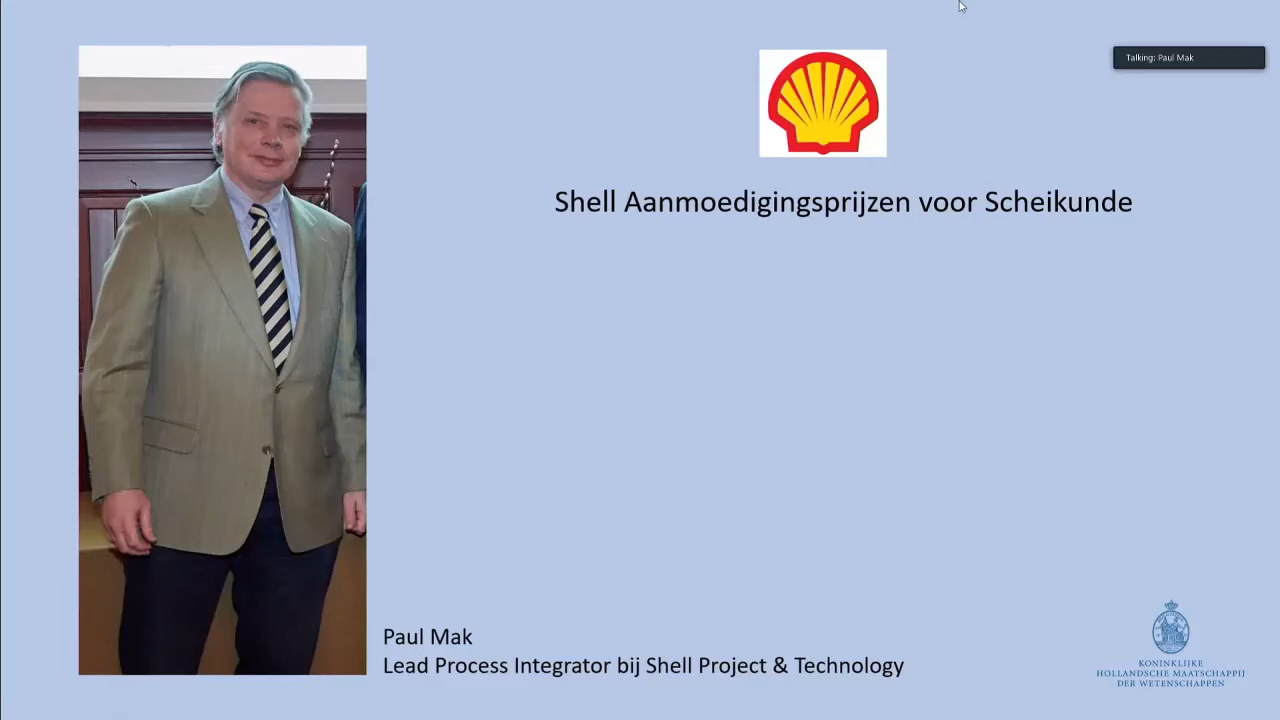 Talking: Paul Mak
Shell Aanmoedigingsprijzen voor Scheikunde
Paul Mak
Lead Process Integrator bij Shell Project & Technology
KONINKLIJKE
HOLLANDSCHE MAATSCHAPPIJ
DER WETENSCHAPPEN